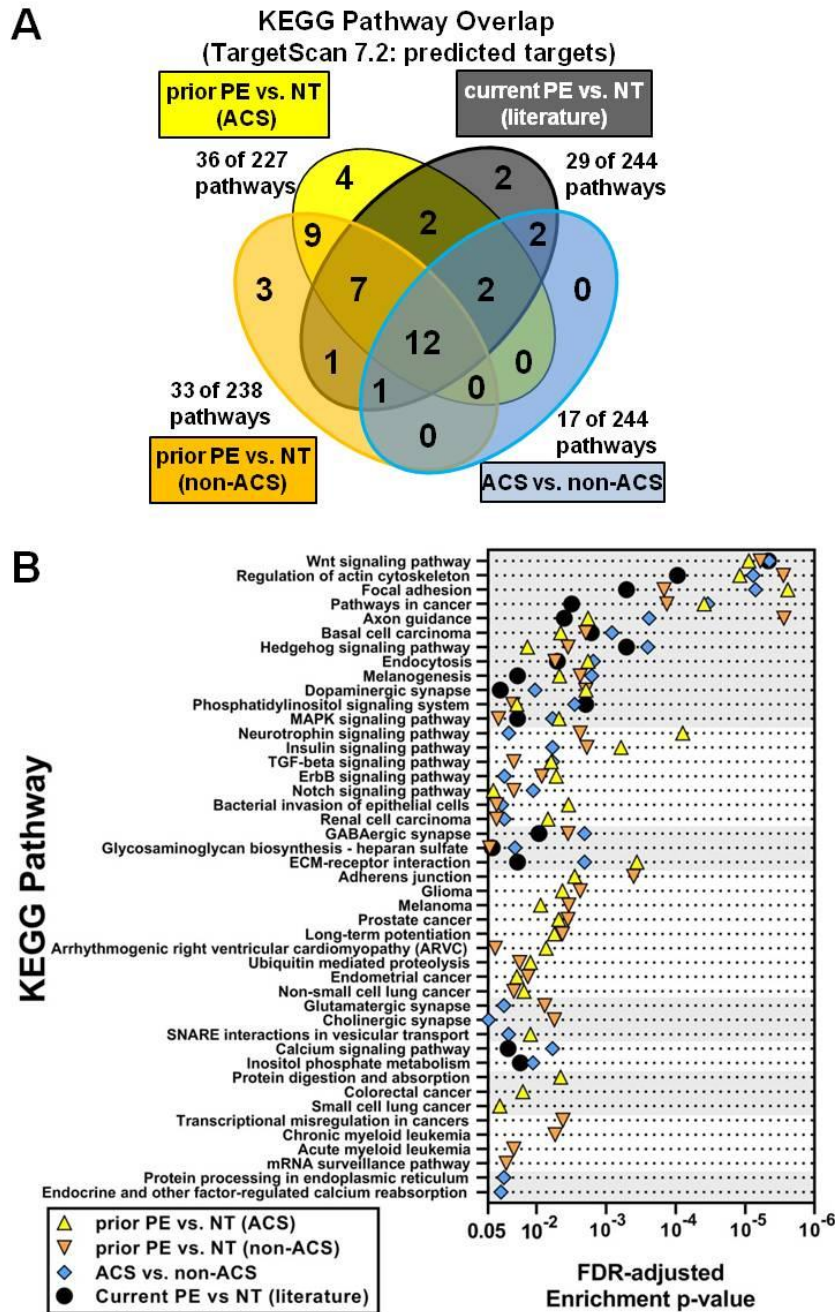 A
KEGG Pathway Overlap
(TargetScan 7.2: predicted targets)
prior PE vs. NT
(ACS)
current PE vs. NT
(literature)
36 of 227
pathways
29 of 244
pathways
4
2
9
2
2
3
7
2
0
12
1
0
1
0
0
33 of 238
pathways
17 of 244
pathways
prior PE vs. NT
(non-ACS)
ACS vs. non-ACS
B
KEGG Pathway
Wnt signaling pathway
Regulation of actin cytoskeleton
Focal adhesion
Pathways in cancer
Axon guidance
Basal cell carcinoma
Hedgehog signaling pathway
Endocytosis
Melanogenesis
Dopaminergic synapse
Phosphatidylinositol signaling system
MAPK signaling pathway
Neurotrophin signaling pathway
Insulin signaling pathway
TGF-beta signaling pathway
ErbB signaling pathway
Notch signaling pathway
Bacterial invasion of epithelial cells
Renal cell carcinoma
GABAergic synapse
Glycosaminoglycan biosynthesis - heparan sulfate
ECM-receptor interaction
Adherens junction
Glioma
Melanoma
Prostate cancer
Long-term potentiation
Arrhythmogenic right ventricular cardiomyopathy (ARVC)
Ubiquitin mediated proteolysis
Endometrial cancer
Non-small cell lung cancer
Glutamatergic synapse
Cholinergic synapse
SNARE interactions in vesicular transport
Calcium signaling pathway
Inositol phosphate metabolism
Protein digestion and absorption
Colorectal cancer
Small cell lung cancer
Transcriptional misregulation in cancers
Chronic myeloid leukemia
Acute myeloid leukemia
mRNA surveillance pathway
Protein processing in endoplasmic reticulum
Endocrine and other factor-regulated calcium reabsorption
0.05 10-2 10-3 10-4 10-5 10-6
FDR-adjusted
Enrichment p-value
prior PE vs. NT (ACS)
prior PE vs. NT (non-ACS)
ACS vs. non-ACS
Current PE vs NT (literature)